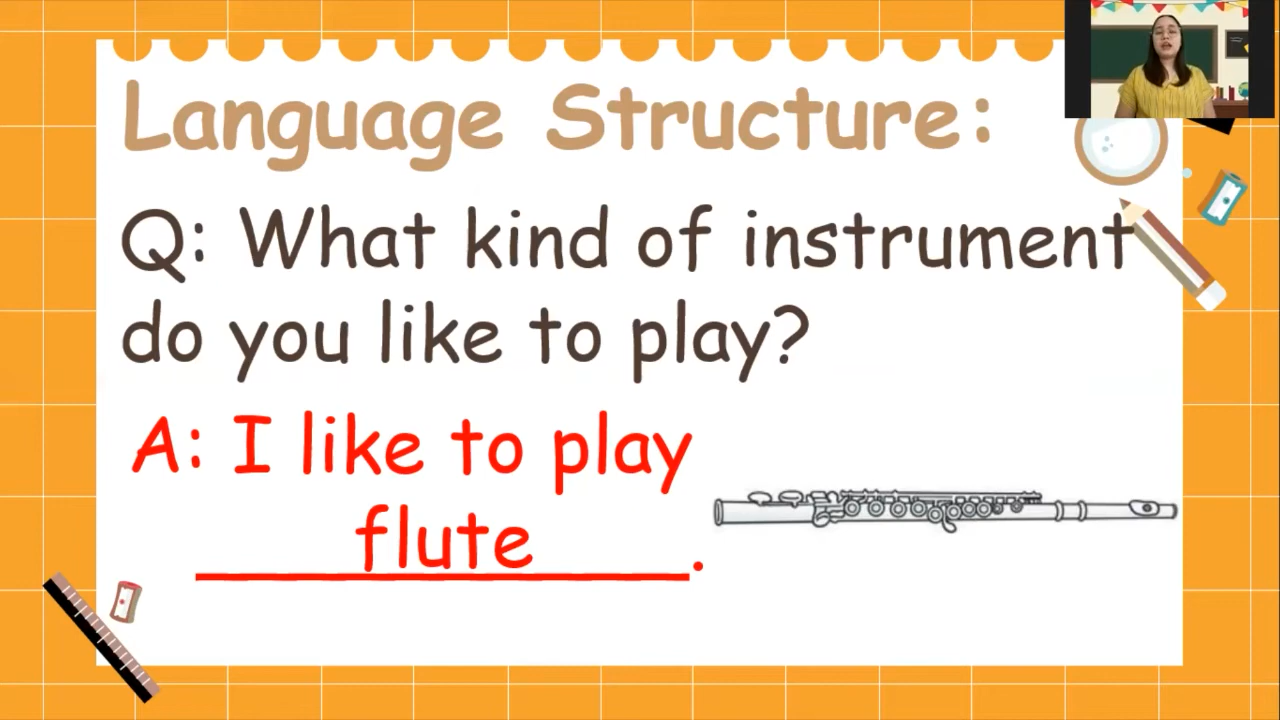 Language Structure:
Q: What kind of instrument
do you like to play?
A: I like to play
flute.